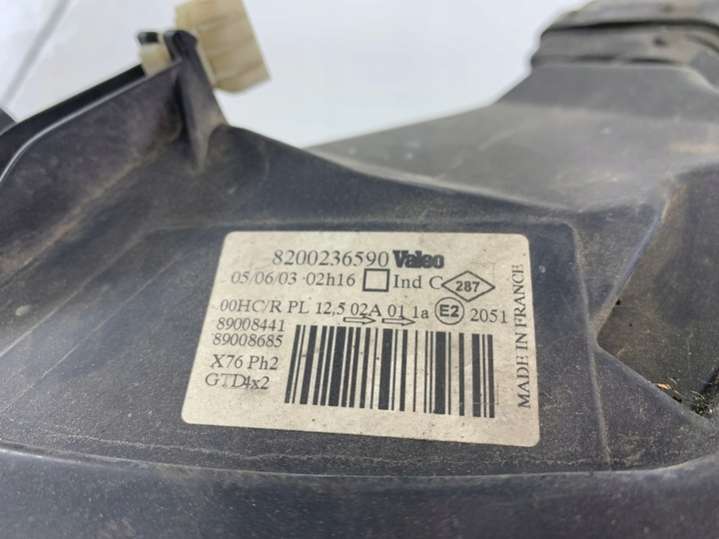 8200236590 Valeo
05/06/03 02h16 Ind C 287
00HC/R PL 12,5 02A 01 1a E2 2051
89008441
89008685
X76 Ph2
GTD4x2
MADE IN FRANCE